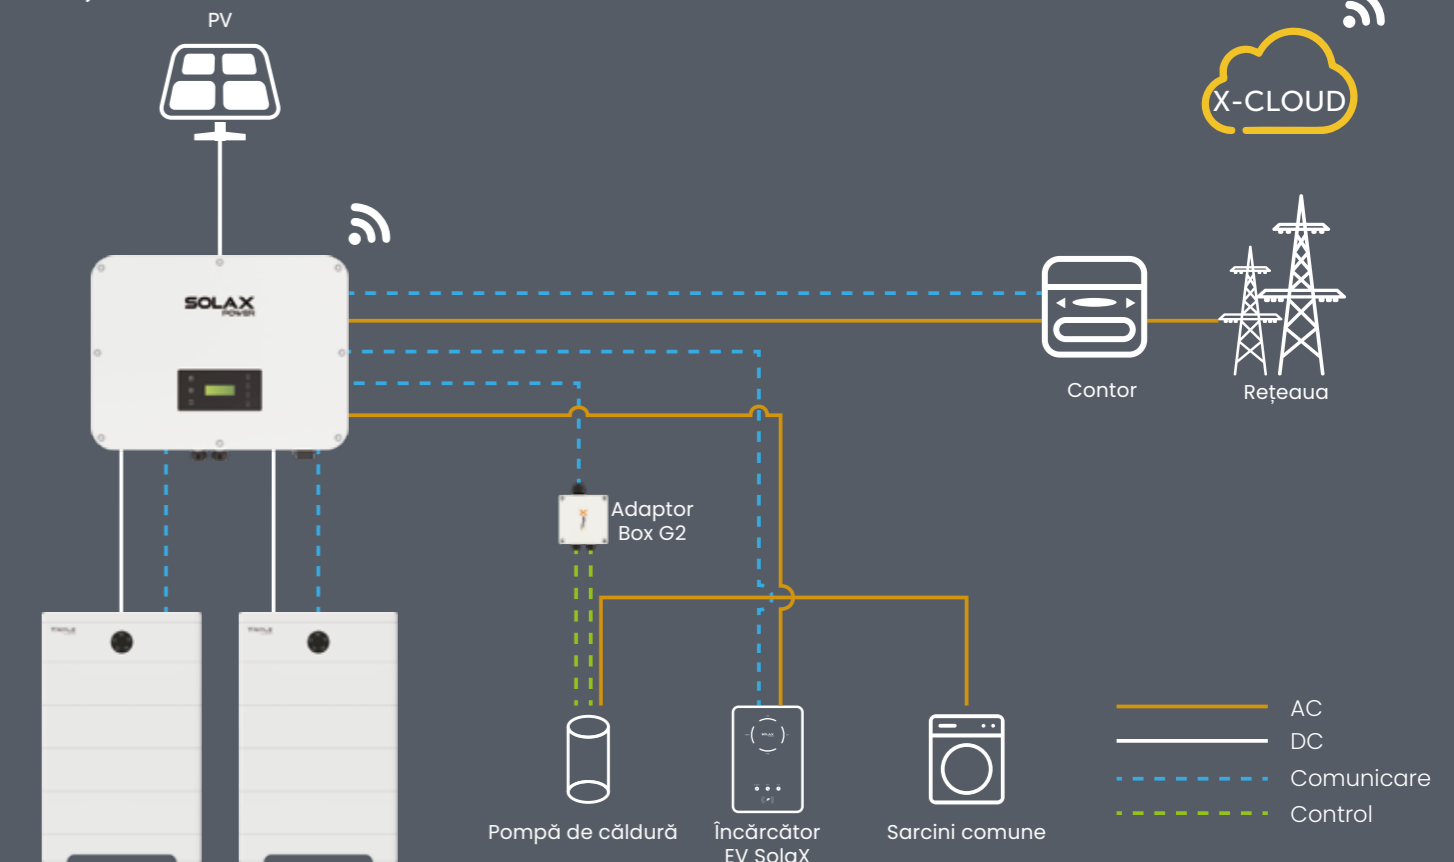 PV
X-CLOUD
SOLAX
POWER
Contor
Rețeaua
Adaptor
Box G2
AC
DC
Comunicare
Control
Pompă de căldură
Încărcător
EV SolaX
Sarcini comune